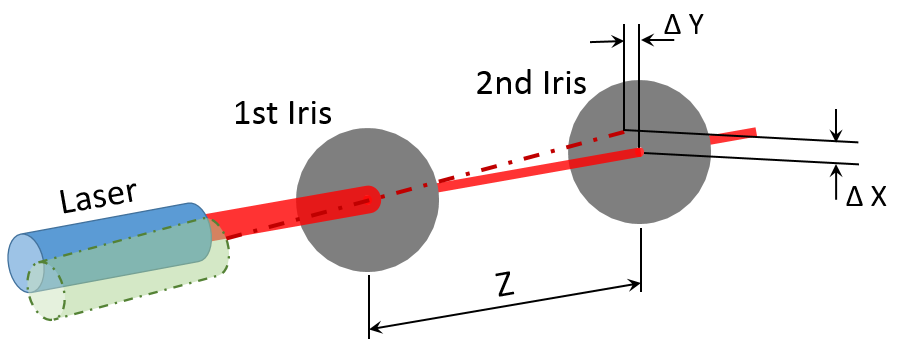 Δ Y
2nd Iris
1st Iris
Laser
Δ X
Z